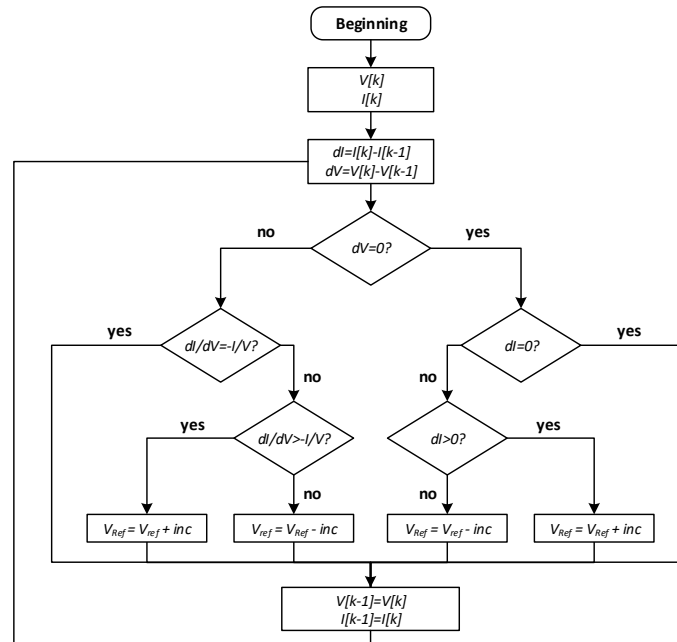 Beginning
V[k]
I[k]
dI=I[k]-I[k-1]
dV=V[k]-V[k-1]
no
dV=0?
yes
yes
dI/dV=-I/V?
no
dI=0?
yes
no
yes
dI/dV>-I/V?
no
dI>0?
yes
no
V_Ref = V_ref + inc
V_ref = V_Ref - inc
V_Ref = V_ref - inc
V_Ref = V_Ref + inc
V[k-1]=V[k]
I[k-1]=I[k]